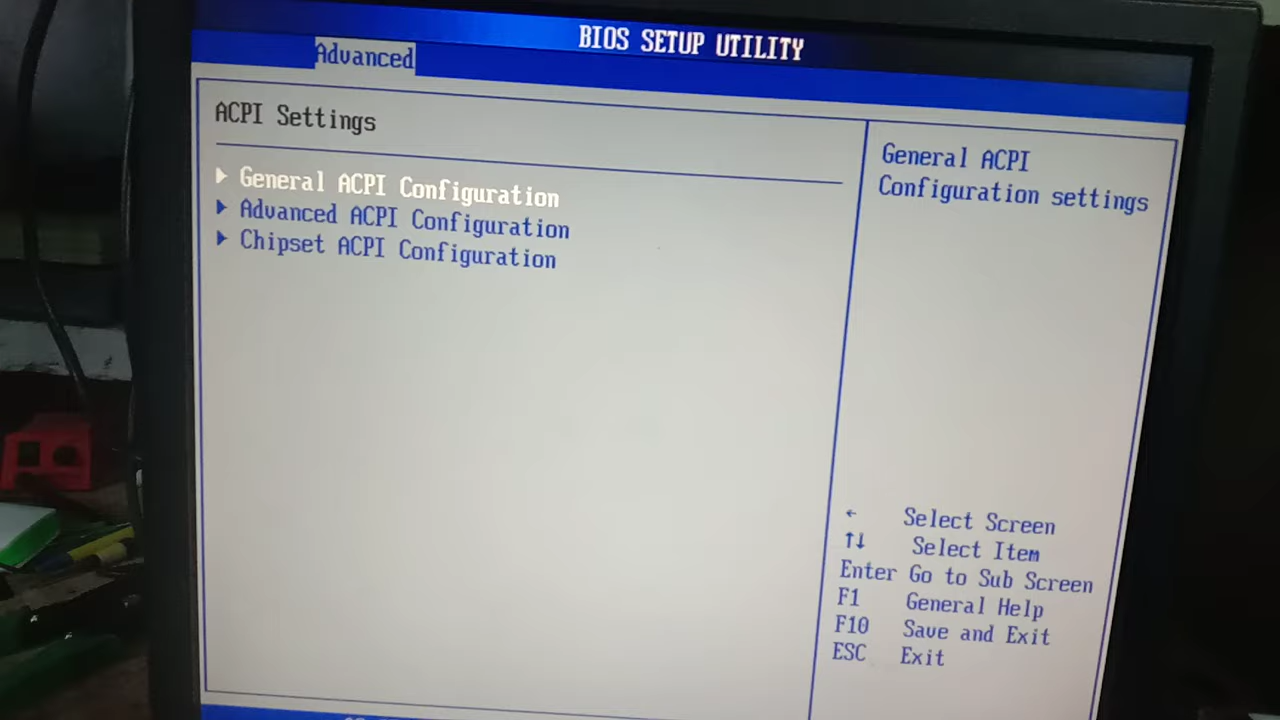 BIOS SETUP UTILITY
Advanced
ACPI Settings
General ACPI Configuration
Advanced ACPI Configuration
Chipset ACPI Configuration
General ACPI
Configuration settings
← Select Screen
↑↓ Select Item
Enter Go to Sub Screen
F1 General Help
F10 Save and Exit
ESC Exit